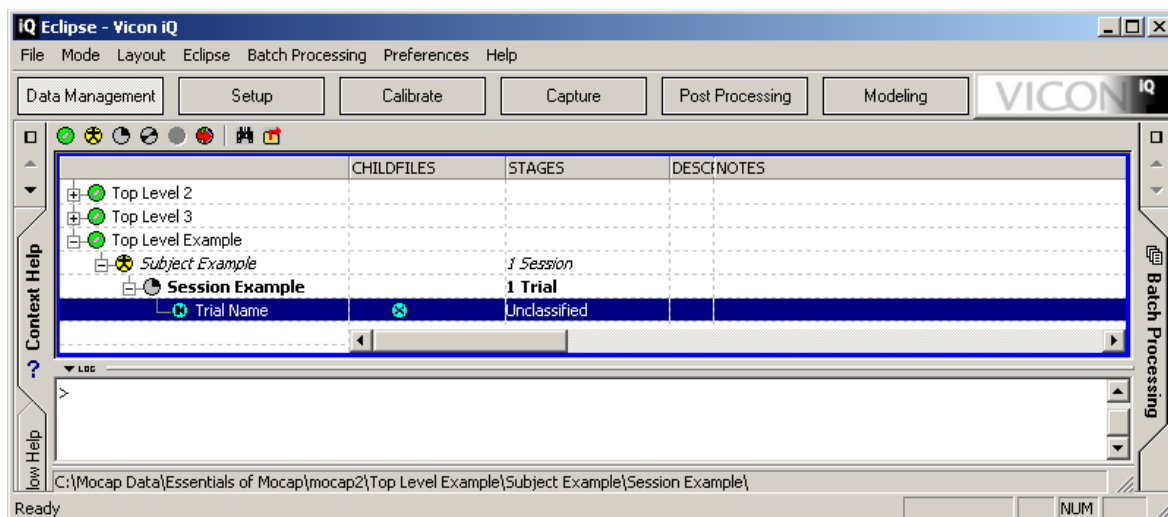 iQ Eclipse - Vicon iQ
File Mode Layout Eclipse Batch Processing Preferences Help
Data Management Setup Calibrate Capture Post Processing Modeling VICON iQ
CHILDFILES STAGES DESCR NOTES
Top Level 2
Top Level 3
Top Level Example
Subject Example 1 Session
Session Example 1 Trial
Trial Name Unclassified
Context Help
?
low Help
Batch Processing
LOG
>
C:\Mocap Data\Essentials of Mocap\mocap2\Top Level Example\Subject Example\Session Example\
Ready NUM